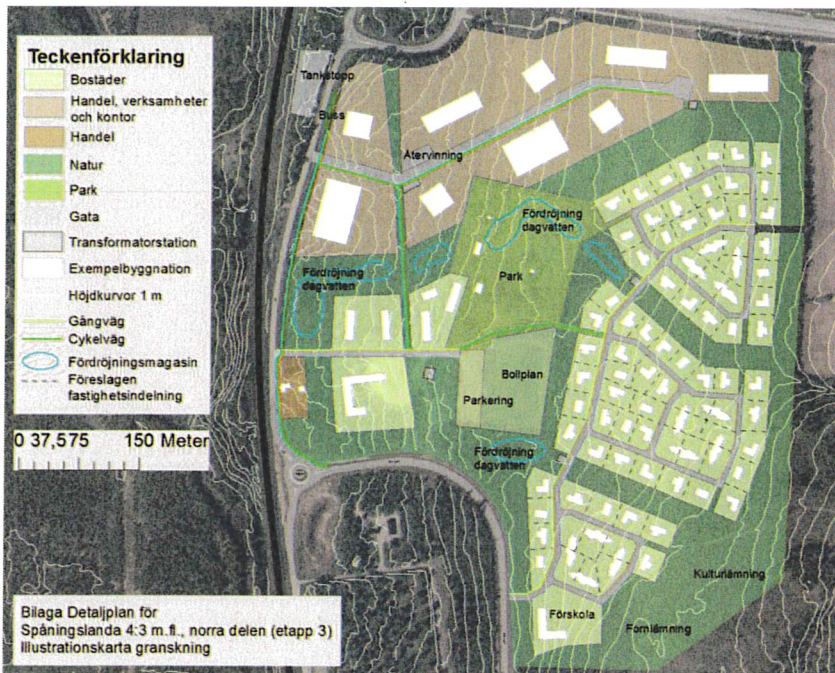 Teckenförklaring
Bostäder
Handel, verksamheter
och kontor
Handel
Natur
Park
Gata
Transformatorstation
Exempelbyggnation
Höjdkurvor 1 m
Gångväg
Cykelväg
Fördröjningsmagasin
Föreslagen
fastighetsindelning
0 37,575 150 Meter
Tankstopp
Buss
Återvinning
Fördröjning
dagvatten
Fördröjning
dagvatten
Park
Bollplan
Parkering
Fördröjning
dagvatten
Kulturlämning
Förskola
Fornlämning
Bilaga Detaljplan för
Spåningslanda 4:3 m.fl., norra delen (etapp 3)
Illustrationskarta granskning